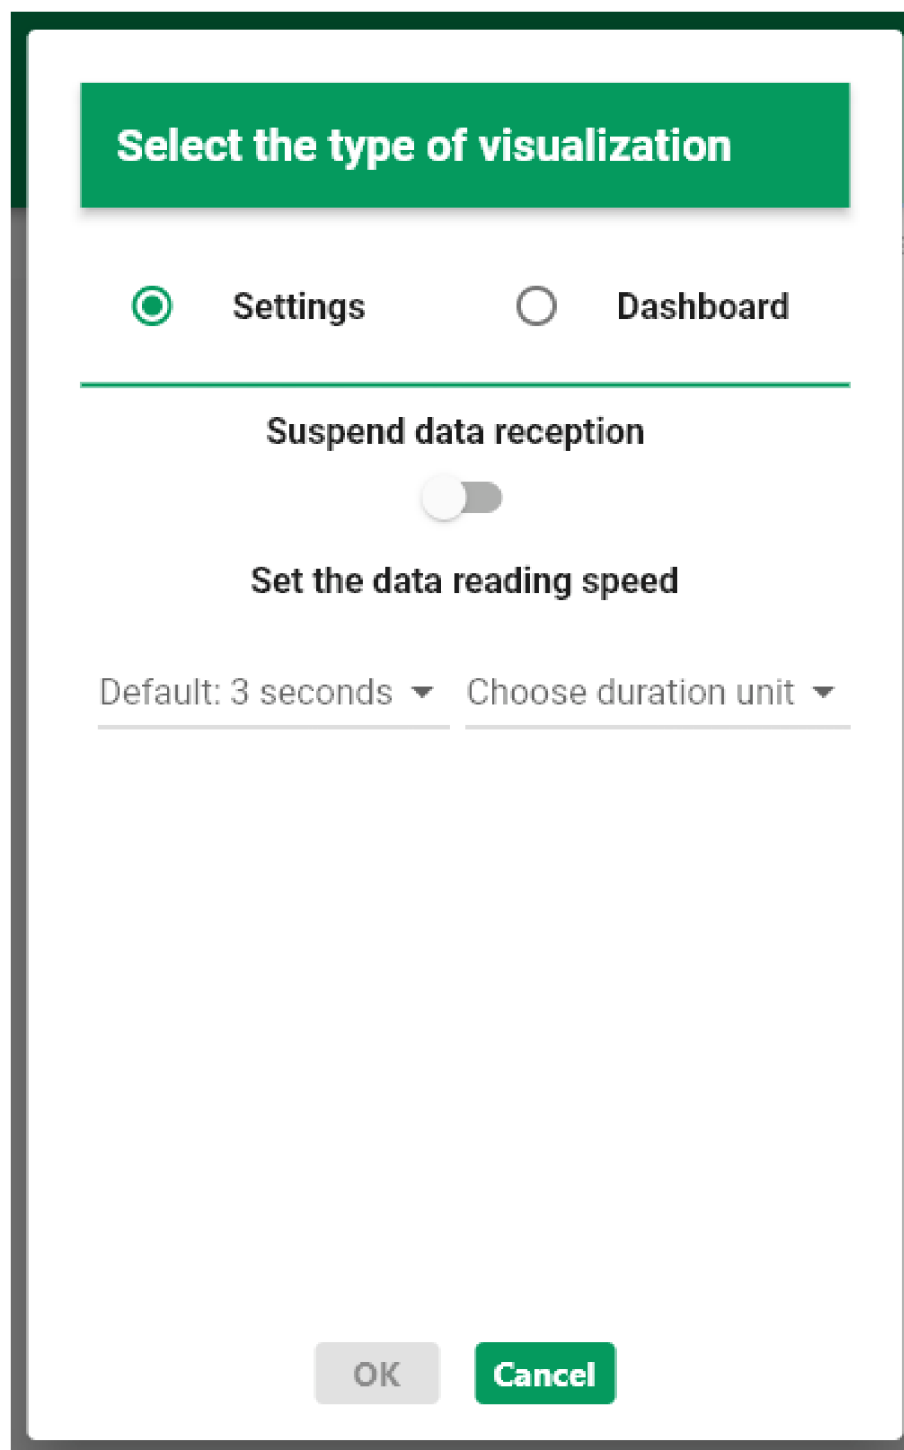 Select the type of visualization
Settings Dashboard
Suspend data reception
Set the data reading speed
Default: 3 seconds Choose duration unit
OK Cancel